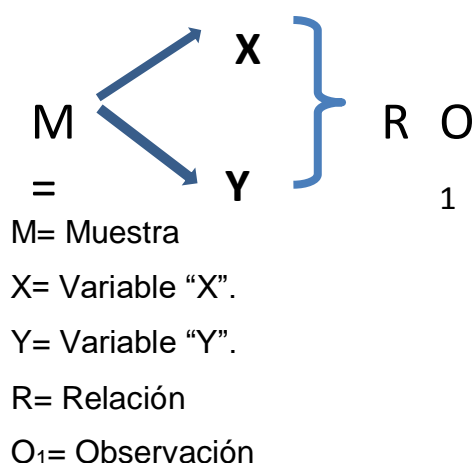 X
M R O
= Y 1
M= Muestra
X= Variable “X”.
Y= Variable “Y”.
R= Relación
O₁= Observación